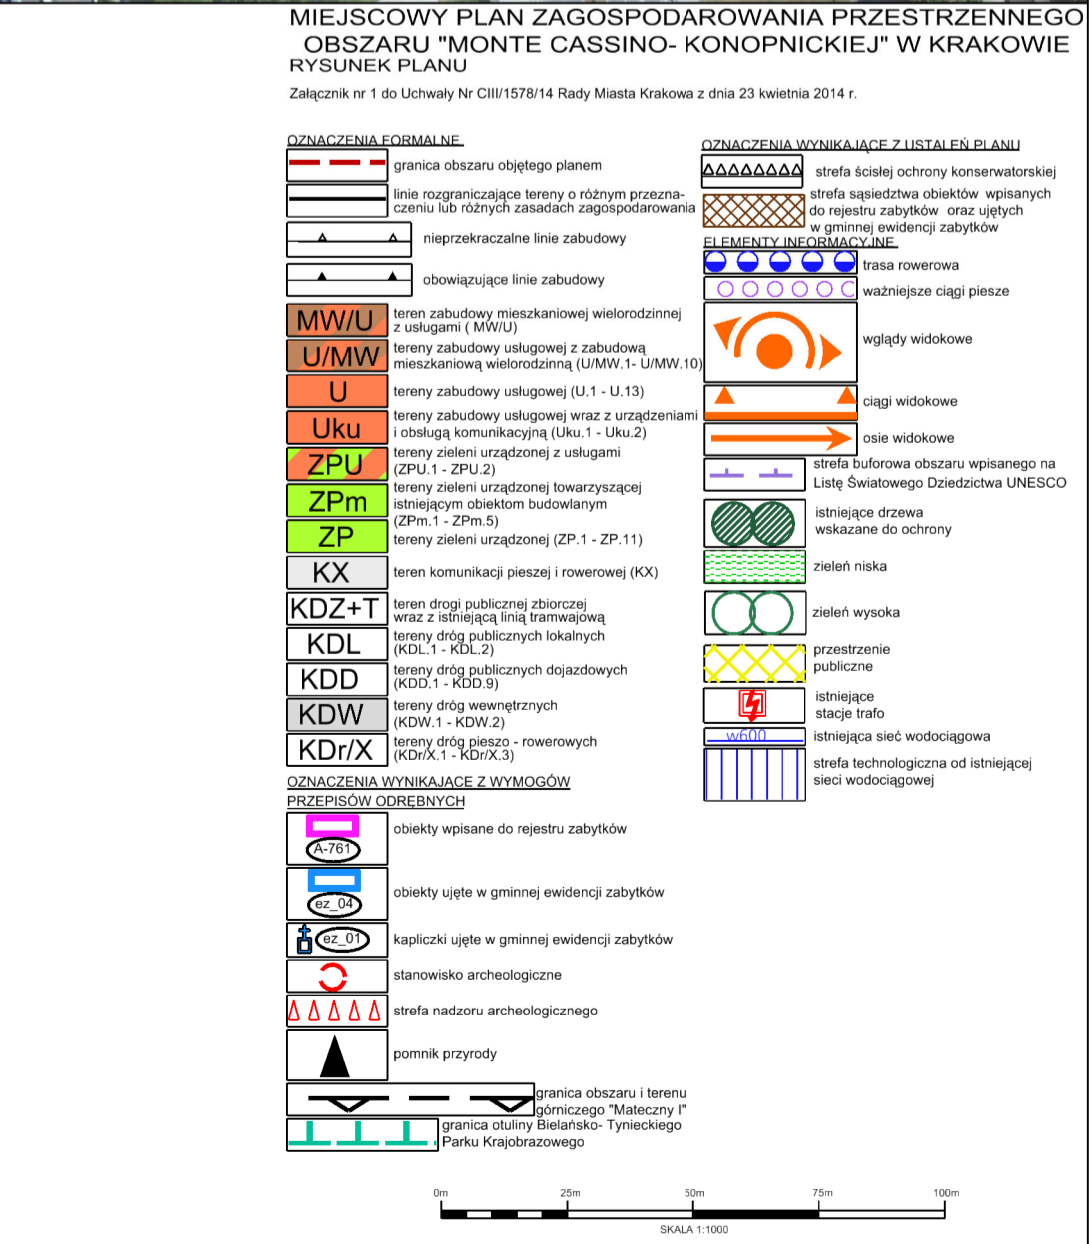 MIEJSCOWY PLAN ZAGOSPODAROWANIA PRZESTRZENNEGO
OBSZARU "MONTE CASSINO- KONOPNICKIEJ" W KRAKOWIE
RYSUNEK PLANU
Załącznik nr 1 do Uchwały Nr CIII/1578/14 Rady Miasta Krakowa z dnia 23 kwietnia 2014 r.
OZNACZENIA FORMALNE
granica obszaru objętego planem
linie rozgraniczające tereny o różnym przezna-
czeniu lub różnych zasadach zagospodarowania
nieprzekraczalne linie zabudowy
obowiązujące linie zabudowy
MW/U
teren zabudowy mieszkaniowej wielorodzinnej
z usługami ( MW/U)
U/MW
tereny zabudowy usługowej z zabudową
mieszkaniową wielorodzinną (U/MW.1- U/MW.10)
U
tereny zabudowy usługowej (U.1 - U.13)
Uku
tereny zabudowy usługowej wraz z urządzeniami
i obsługą komunikacyjną (Uku.1 - Uku.2)
ZPU
tereny zieleni urządzonej z usługami
(ZPU.1 - ZPU.2)
ZPm
tereny zieleni urządzonej towarzyszącej
istniejącym obiektom budowlanym
(ZPm.1 - ZPm.5)
ZP
tereny zieleni urządzonej (ZP.1 - ZP.11)
KX
teren komunikacji pieszej i rowerowej (KX)
KDZ+T
teren drogi publicznej zbiorczej
wraz z istniejącą linią tramwajową
KDL
tereny dróg publicznych lokalnych
(KDL.1 - KDL.2)
KDD
tereny dróg publicznych dojazdowych
(KDD.1 - KDD.9)
KDW
tereny dróg wewnętrznych
(KDW.1 - KDW.2)
KDr/X
tereny dróg pieszo - rowerowych
(KDr/X.1 - KDr/X.3)
OZNACZENIA WYNIKAJĄCE Z WYMOGÓW
PRZEPISÓW ODRĘBNYCH
A-761
obiekty wpisane do rejestru zabytków
ez_04
obiekty ujęte w gminnej ewidencji zabytków
ez_01
kapliczki ujęte w gminnej ewidencji zabytków
stanowisko archeologiczne
strefa nadzoru archeologicznego
pomnik przyrody
granica obszaru i terenu
górniczego "Mateczny I"
granica otuliny Bielańsko- Tynieckiego
Parku Krajobrazowego
OZNACZENIA WYNIKAJĄCE Z USTALEŃ PLANU
strefa ścisłej ochrony konserwatorskiej
strefa sąsiedztwa obiektów wpisanych
do rejestru zabytków oraz ujętych
w gminnej ewidencji zabytków
ELEMENTY INFORMACYJNE
trasa rowerowa
ważniejsze ciągi piesze
wglądy widokowe
ciągi widokowe
osie widokowe
strefa buforowa obszaru wpisanego na
Listę Światowego Dziedzictwa UNESCO
istniejące drzewa
wskazane do ochrony
zieleń niska
zieleń wysoka
przestrzenie
publiczne
istniejące
stacje trafo
w600
istniejąca sieć wodociągowa
strefa technologiczna od istniejącej
sieci wodociągowej
0m 25m 50m 75m 100m
SKALA 1:1000